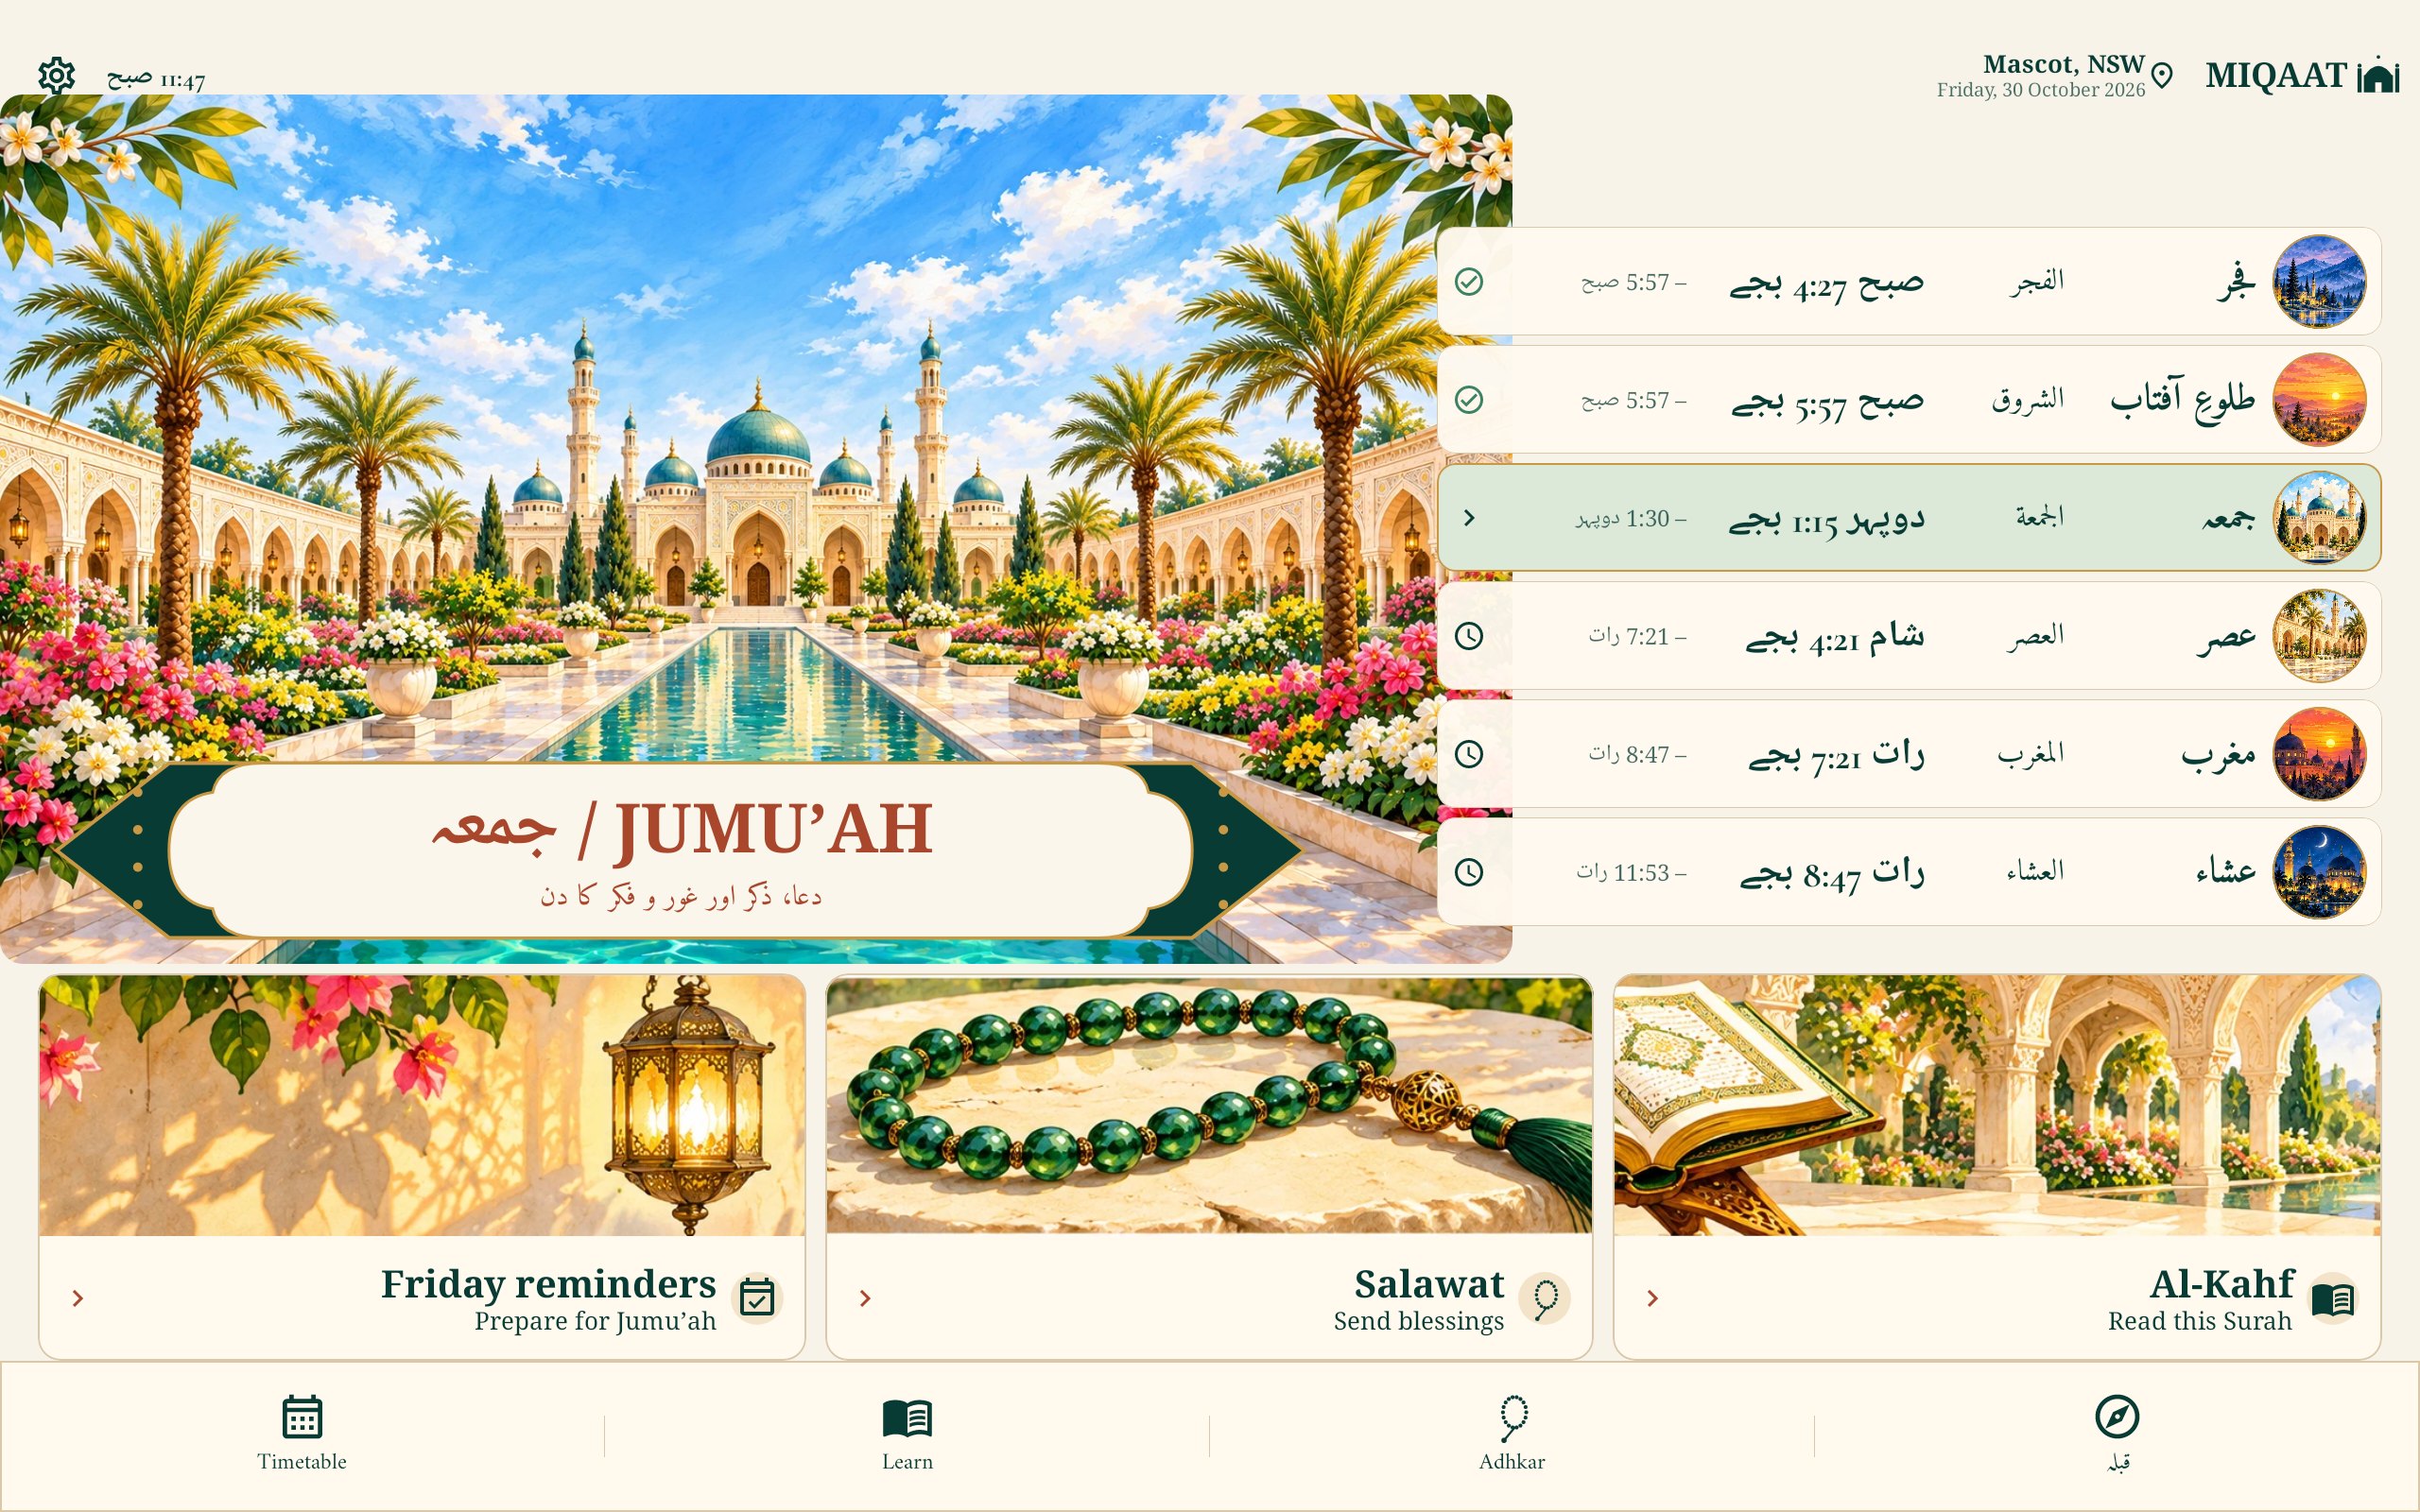 MIQAAT
Mascot, NSW
Friday, 30 October 2026
11:47 صبح
فجر الفجر صبح 4:27 بجے – 5:57 صبح
طلوعِ آفتاب الشروق صبح 5:57 بجے – 5:57 صبح
جمعہ الجمعة دوپہر 1:15 بجے – 1:30 دوپہر
عصر العصر شام 4:21 بجے – 7:21 رات
مغرب المغرب رات 7:21 بجے – 8:47 رات
عشاء العشاء رات 8:47 بجے – 11:53 رات
جمعہ / JUMU’AH
دعا، ذکر اور غور و فکر کا دن
Al-Kahf
Read this Surah
Salawat
Send blessings
Friday reminders
Prepare for Jumu’ah
قبلہ
Adhkar
Learn
Timetable